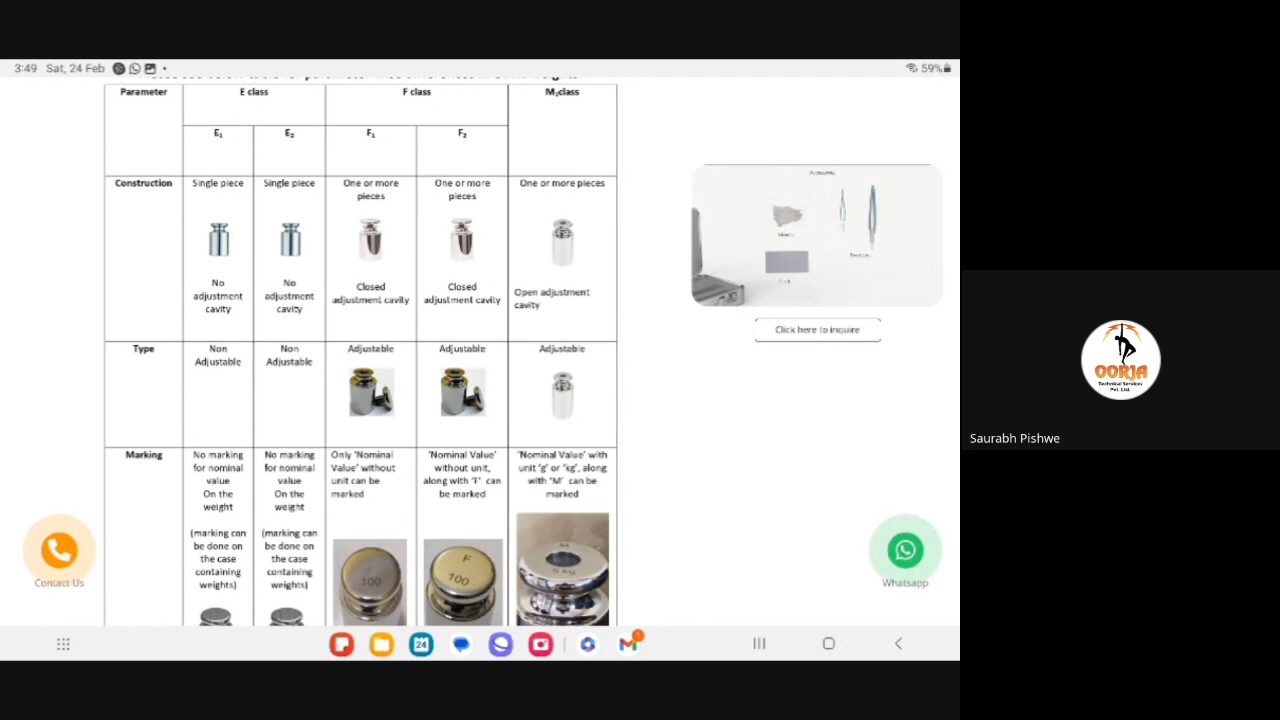 3:49 Sat, 24 Feb
59%
Parameter
E class
F class
M₁class
E₁
E₂
F₁
F₂
Construction
Single piece
Single piece
One or more
pieces
One or more
pieces
One or more pieces
No
adjustment
cavity
No
adjustment
cavity
Closed
adjustment cavity
Closed
adjustment cavity
Open adjustment
cavity
Type
Non
Adjustable
Non
Adjustable
Adjustable
Adjustable
Adjustable
Marking
No marking
for nominal
value
On the
weight
(marking can
be done on
the case
containing
weights)
No marking
for nominal
value
On the
weight
(marking can
be done on
the case
containing
weights)
Only 'Nominal
Value' without
unit can be
marked
100
'Nominal Value'
without unit,
along with 'F' can
be marked
F
100
'Nominal Value' with
unit 'g' or 'kg', along
with 'M' can be
marked
M
Click here to inquire
Contact Us
Whatsapp
24
1
OORJA
Technical Services
Pvt. Ltd.
Saurabh Pishwe